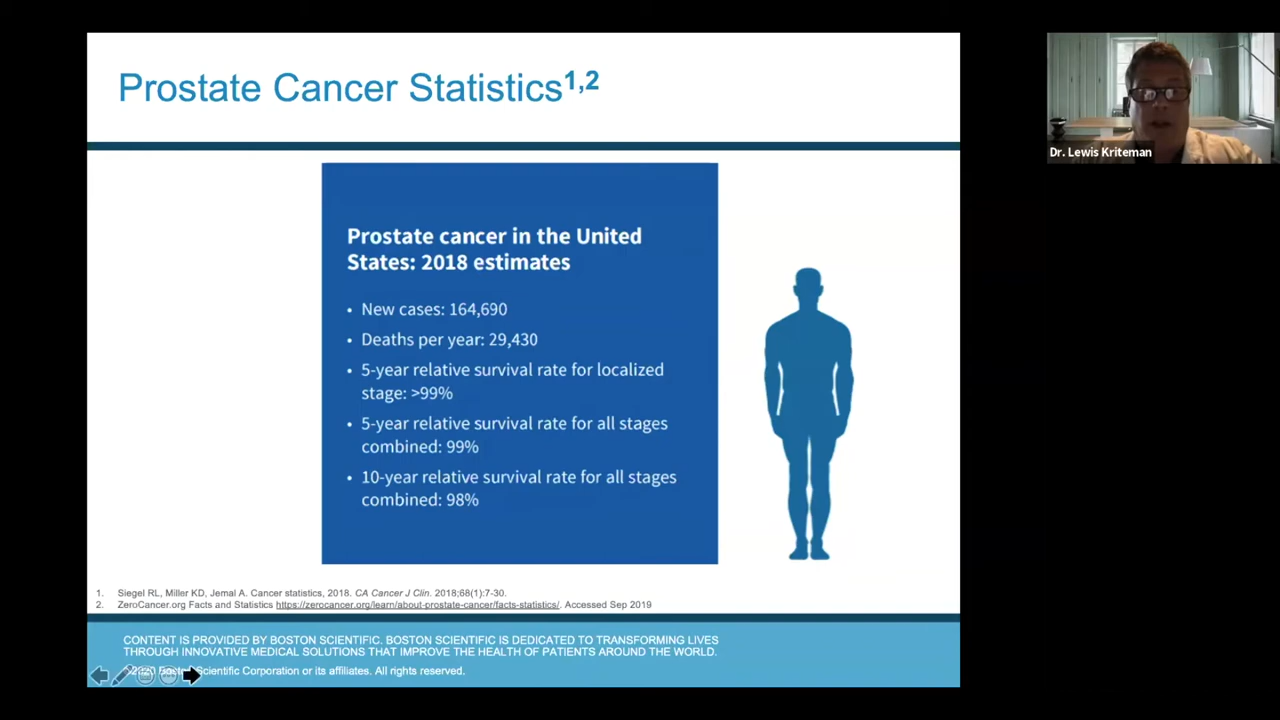 Prostate Cancer Statistics1,2
Dr. Lewis Kriteman
Prostate cancer in the United
States: 2018 estimates
• New cases: 164,690
• Deaths per year: 29,430
• 5-year relative survival rate for localized
stage: >99%
• 5-year relative survival rate for all stages
combined: 99%
• 10-year relative survival rate for all stages
combined: 98%
1. Siegel RL, Miller KD, Jemal A. Cancer statistics, 2018. CA Cancer J Clin. 2018;68(1):7-30.
2. ZeroCancer.org Facts and Statistics https://zerocancer.org/learn/about-prostate-cancer/facts-statistics/. Accessed Sep 2019
CONTENT IS PROVIDED BY BOSTON SCIENTIFIC. BOSTON SCIENTIFIC IS DEDICATED TO TRANSFORMING LIVES
THROUGH INNOVATIVE MEDICAL SOLUTIONS THAT IMPROVE THE HEALTH OF PATIENTS AROUND THE WORLD.
©2020 Boston Scientific Corporation or its affiliates. All rights reserved.